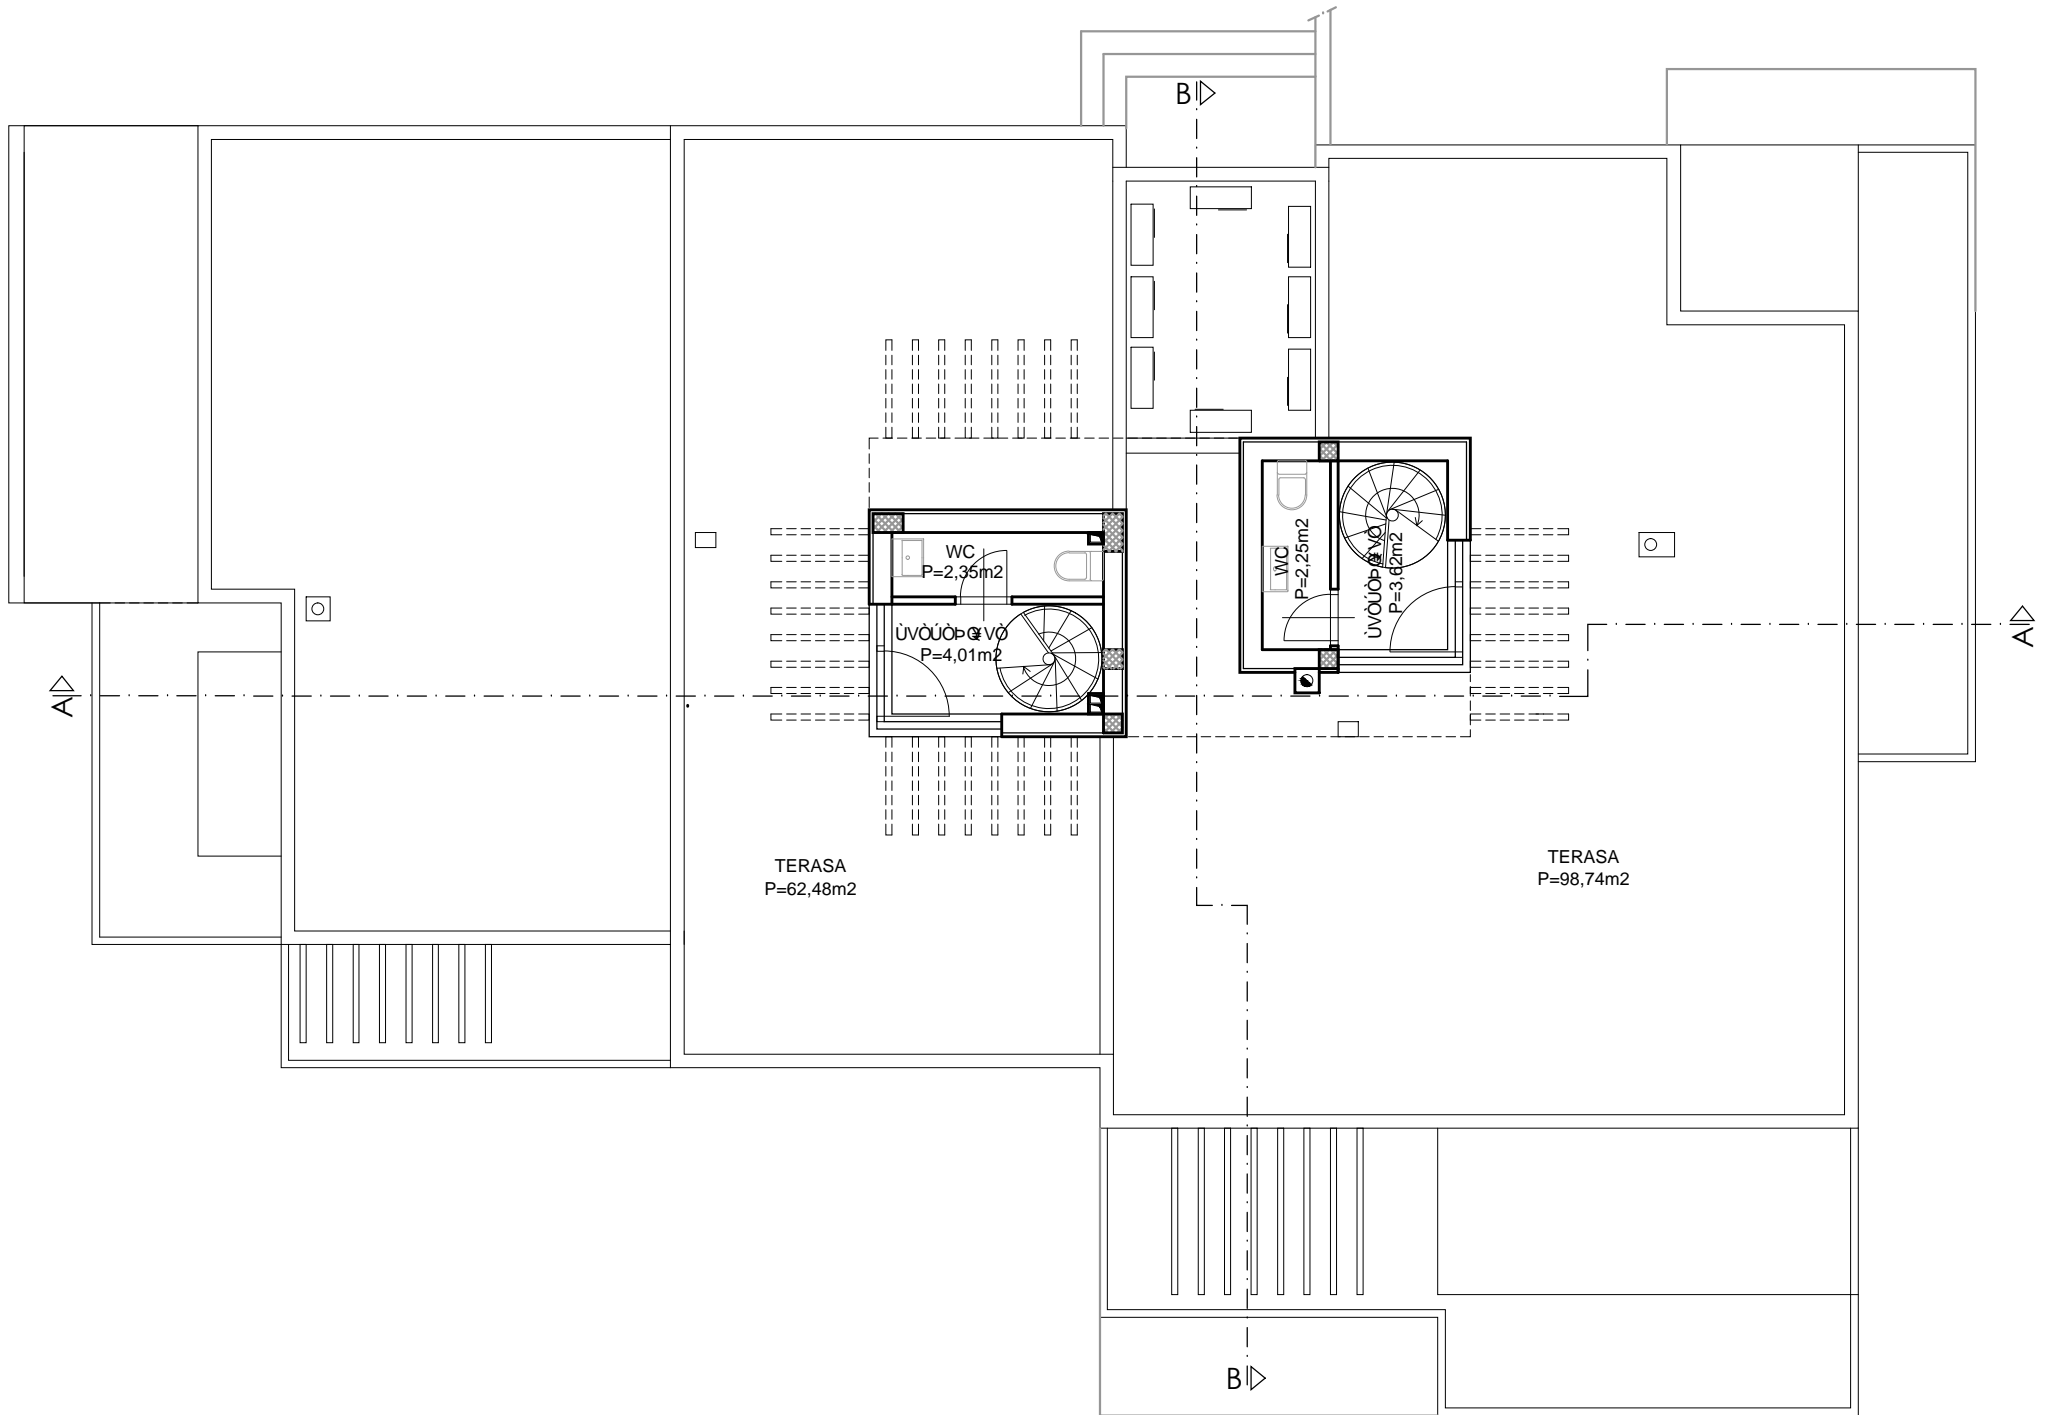 B
WC
P=2,35m2
P=4,01m2
WC
P=2,25m2
P=3,62m2
A
A
TERASA
P=62,48m2
TERASA
P=98,74m2
B